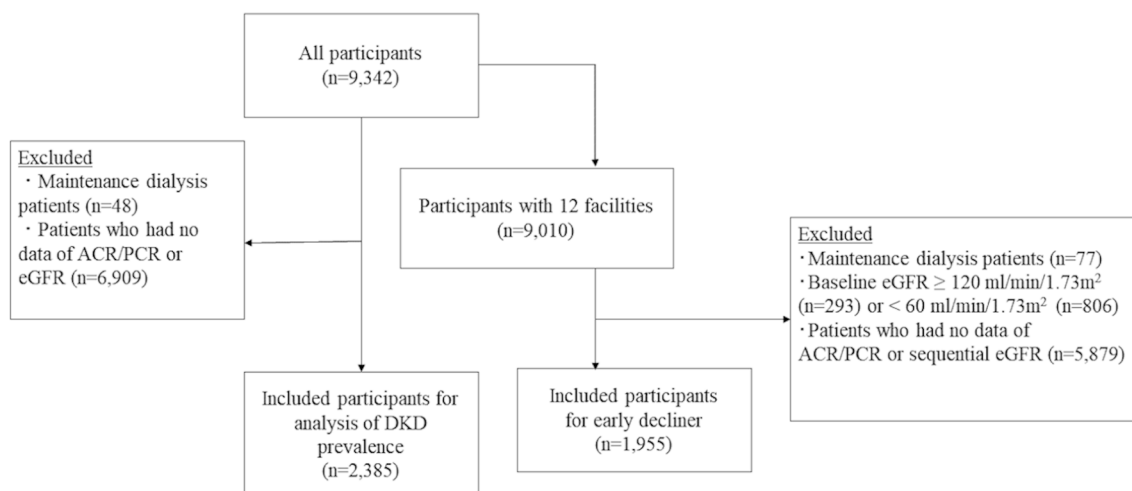 All participants
(n=9,342)
Excluded
・Maintenance dialysis
patients (n=48)
・Patients who had no
data of ACR/PCR or
eGFR (n=6,909)
Participants with 12 facilities
(n=9,010)
Excluded
・Maintenance dialysis patients (n=77)
・Baseline eGFR ≥ 120 ml/min/1.73m²
(n=293) or < 60 ml/min/1.73m² (n=806)
・Patients who had no data of
ACR/PCR or sequential eGFR (n=5,879)
Included participants for
analysis of DKD
prevalence
(n=2,385)
Included participants
for early decliner
(n=1,955)